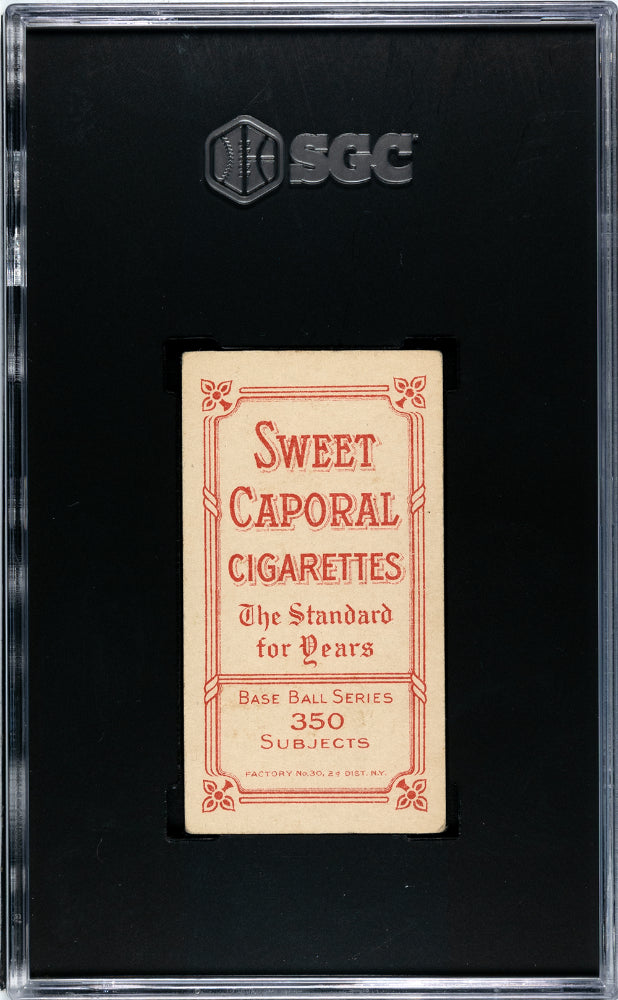 SGC
SWEET
CAPORAL
CIGARETTES
The Standard
for Years
BASE BALL SERIES
350
SUBJECTS
FACTORY No. 30, 2d DIST. N.Y.